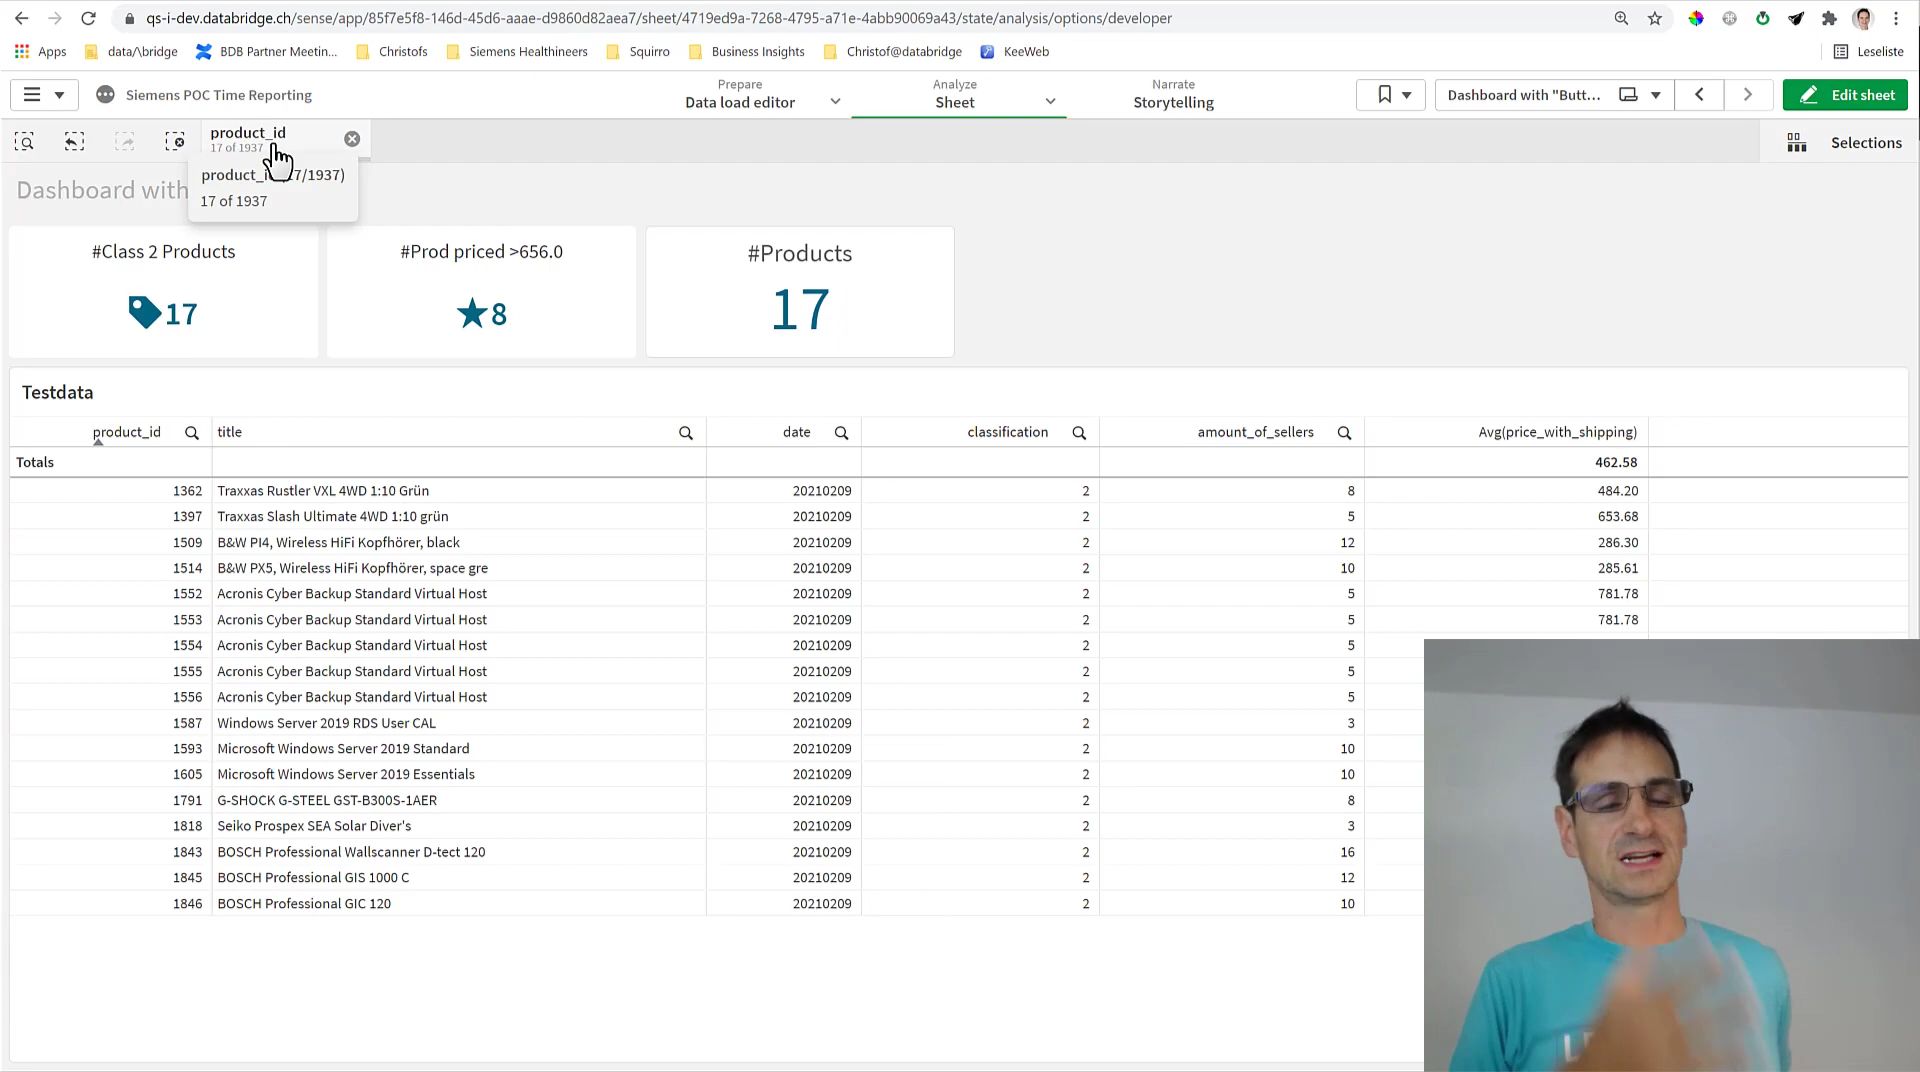 qs-i-dev.databridge.ch/sense/app/85f7e5f8-146d-45d6-aaae-d9860d82aea7/sheet/4719ed9a-7268-4795-a71e-4abb90069a43/state/analysis/options/developer
Apps data/\bridge BDB Partner Meetin... Christofs Siemens Healthineers Squirro Business Insights Christof@databridge KeeWeb Leseliste
Siemens POC Time Reporting
Prepare
Data load editor
Analyze
Sheet
Narrate
Storytelling
Dashboard with "Butt...
Edit sheet
product_id
17 of 1937
Selections
17/1937)
17 of 1937
Dashboard with
#Class 2 Products
17
#Prod priced >656.0
8
#Products
17
Testdata
product_id title date classification amount_of_sellers Avg(price_with_shipping)
Totals 462.58
1362 Traxxas Rustler VXL 4WD 1:10 Grün 20210209 2 8 484.20
1397 Traxxas Slash Ultimate 4WD 1:10 grün 20210209 2 5 653.68
1509 B&W PI4, Wireless HiFi Kopfhörer, black 20210209 2 12 286.30
1514 B&W PX5, Wireless HiFi Kopfhörer, space gre 20210209 2 10 285.61
1552 Acronis Cyber Backup Standard Virtual Host 20210209 2 5 781.78
1553 Acronis Cyber Backup Standard Virtual Host 20210209 2 5 781.78
1554 Acronis Cyber Backup Standard Virtual Host 20210209 2 5
1555 Acronis Cyber Backup Standard Virtual Host 20210209 2 5
1556 Acronis Cyber Backup Standard Virtual Host 20210209 2 5
1587 Windows Server 2019 RDS User CAL 20210209 2 3
1593 Microsoft Windows Server 2019 Standard 20210209 2 10
1605 Microsoft Windows Server 2019 Essentials 20210209 2 10
1791 G-SHOCK G-STEEL GST-B300S-1AER 20210209 2 8
1818 Seiko Prospex SEA Solar Diver's 20210209 2 3
1843 BOSCH Professional Wallscanner D-tect 120 20210209 2 16
1845 BOSCH Professional GIS 1000 C 20210209 2 12
1846 BOSCH Professional GIC 120 20210209 2 10